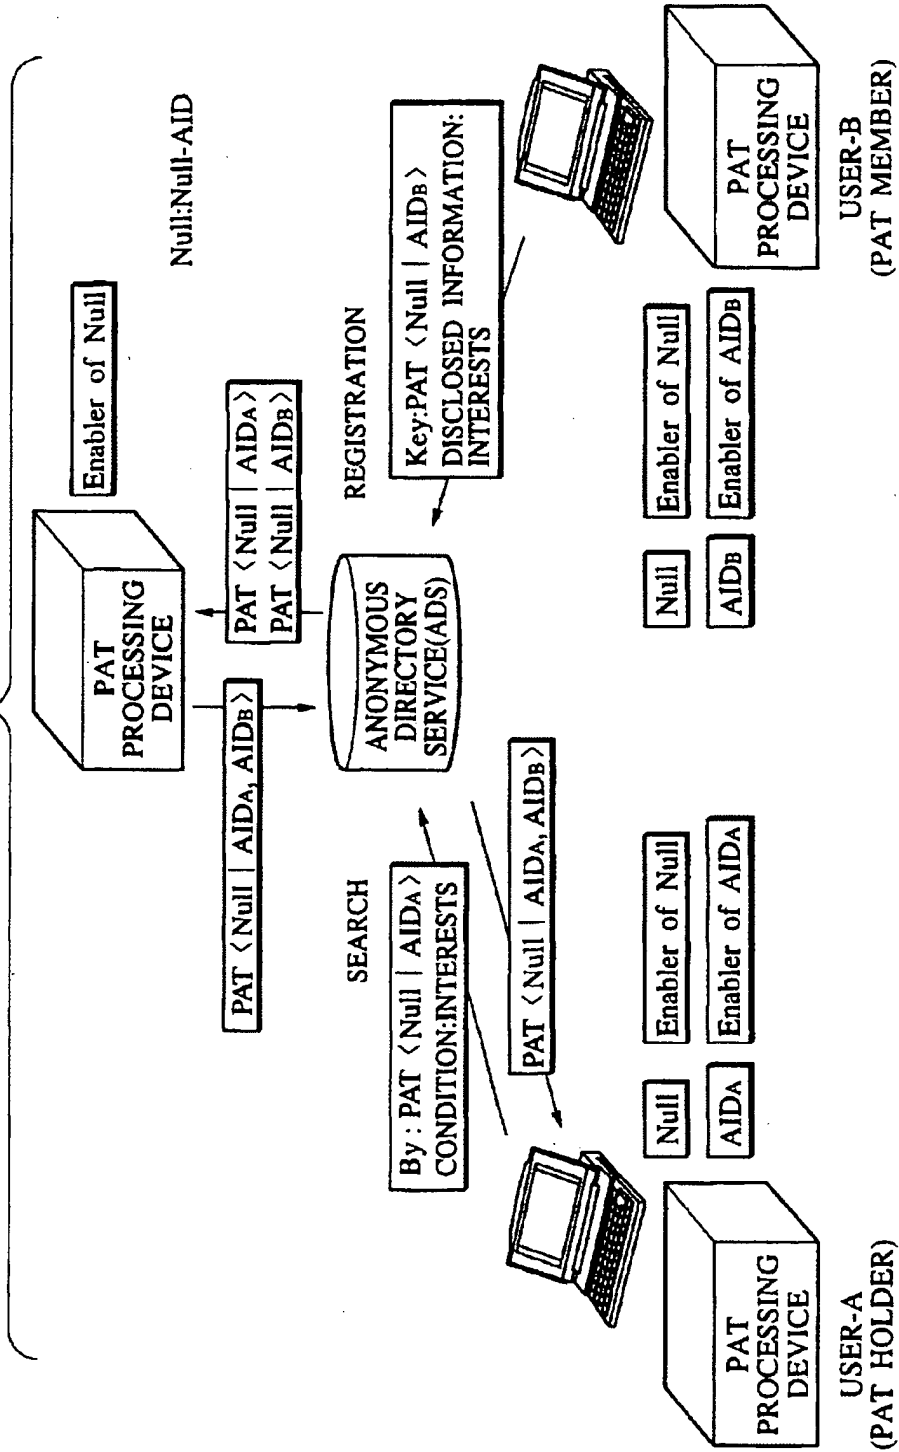 Null:Null-AID
PAT
PROCESSING
DEVICE
Enabler of Null
PAT <Null | AIDA, AIDB>
PAT <Null | AIDA>
PAT <Null | AIDB>
SEARCH
ANONYMOUS
DIRECTORY
SERVICE(ADS)
REGISTRATION
By : PAT <Null | AIDA>
CONDITION:INTERESTS
Key:PAT <Null | AIDB>
DISCLOSED INFORMATION:
INTERESTS
PAT <Null | AIDA, AIDB>
Null
Enabler of Null
AIDA
Enabler of AIDA
Null
Enabler of Null
AIDB
Enabler of AIDB
PAT
PROCESSING
DEVICE
USER-A
(PAT HOLDER)
PAT
PROCESSING
DEVICE
USER-B
(PAT MEMBER)